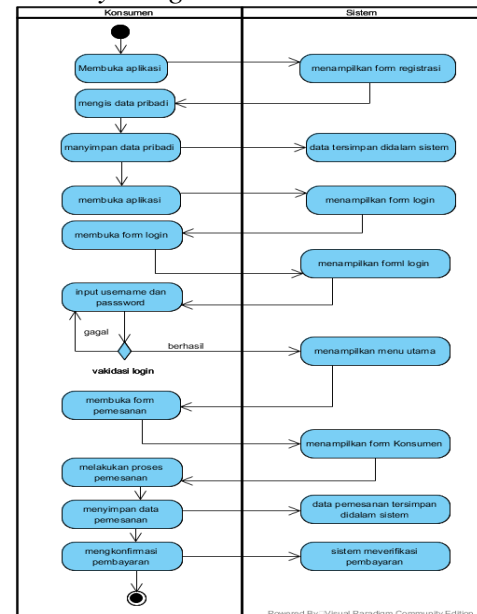 Konsumen
Sistem
Membuka aplikasi
menampilkan form registrasi
mengis data pribadi
manyimpan data pribadi
data tersimpan didalam sistem
membuka aplikasi
menampilkan form login
membuka form login
menampilkan forml login
input username dan
passsword
gagal
berhasil
menampilkan menu utama
vakidasi login
membuka form
pemesanan
menampilkan form Konsumen
melakukan proses
pemesanan
menyimpan data
pemesanan
data pemesanan tersimpan
didalam sistem
mengkonfirmasi
pembayaran
sistem meverifikasi
pembayaran
Powered By Visual Paradigm Community Edition